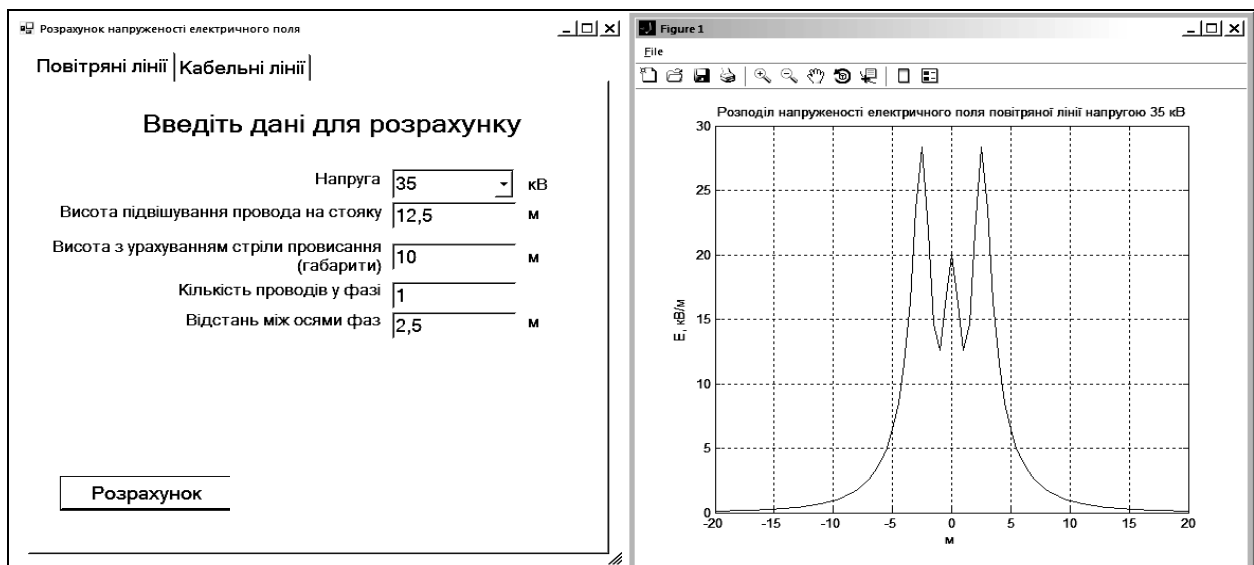 Розрахунок напруженості електричного поля
Повітряні лінії
Кабельні лінії
Введіть дані для розрахунку
Напруга
35
кВ
Висота підвішування провода на стояку
12,5
м
Висота з урахуванням стріли провисання
(габарити)
10
м
Кількість проводів у фазі
1
Відстань між осями фаз
2,5
м
Розрахунок
Figure 1
File
Розподіл напруженості електричного поля повітряної лінії напругою 35 кВ
30
25
20
15
10
5
0
Е, кВ/м
-20
-15
-10
-5
0
5
10
15
20
м